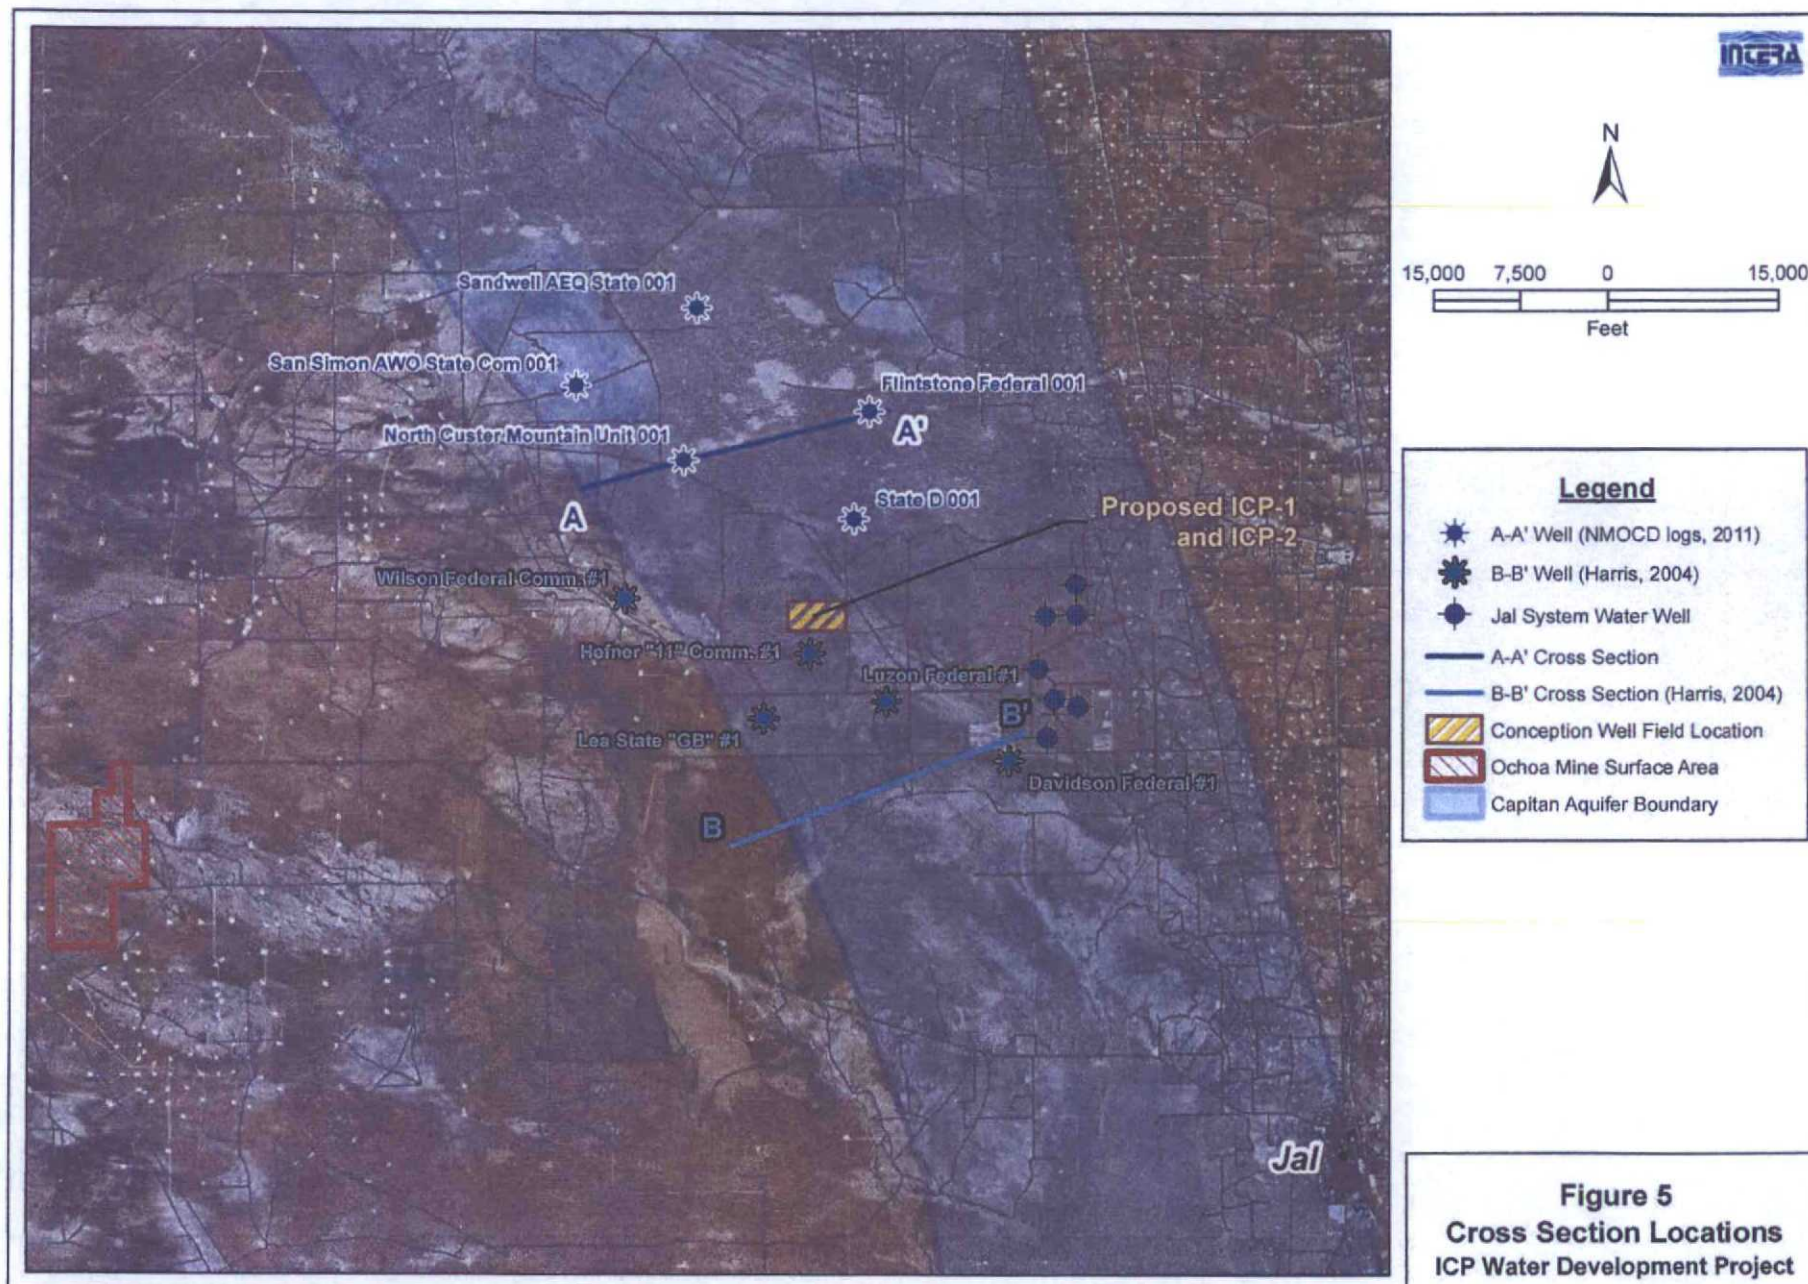 INTERA
N
15,000 7,500 0 15,000
Feet
Sandwell AEQ State 001
San Simon AWO State Com 001
Flintstone Federal 001
A'
North Custer Mountain Unit 001
A
State D 001
Proposed ICP-1
and ICP-2
Wilson Federal Comm. #1
Hofner "11" Comm. #1
Luzon Federal #1
B'
Lea State "GB" #1
Davidson Federal #1
B
Jal
Legend
A-A' Well (NMOCD logs, 2011)
B-B' Well (Harris, 2004)
Jal System Water Well
A-A' Cross Section
B-B' Cross Section (Harris, 2004)
Conception Well Field Location
Ochoa Mine Surface Area
Capitan Aquifer Boundary
Figure 5
Cross Section Locations
ICP Water Development Project